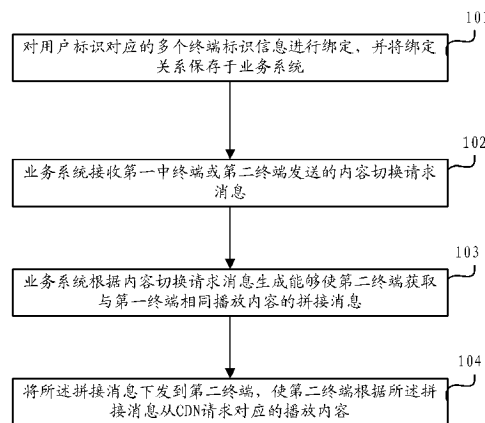 101
对用户标识对应的多个终端标识信息进行绑定，并将绑定
关系保存于业务系统
102
业务系统接收第一中终端或第二终端发送的内容切换请求
消息
103
业务系统根据内容切换请求消息生成能够使第二终端获取
与第一终端相同播放内容的拼接消息
104
将所述拼接消息下发到第二终端，使第二终端根据所述拼
接消息从CDN请求对应的播放内容